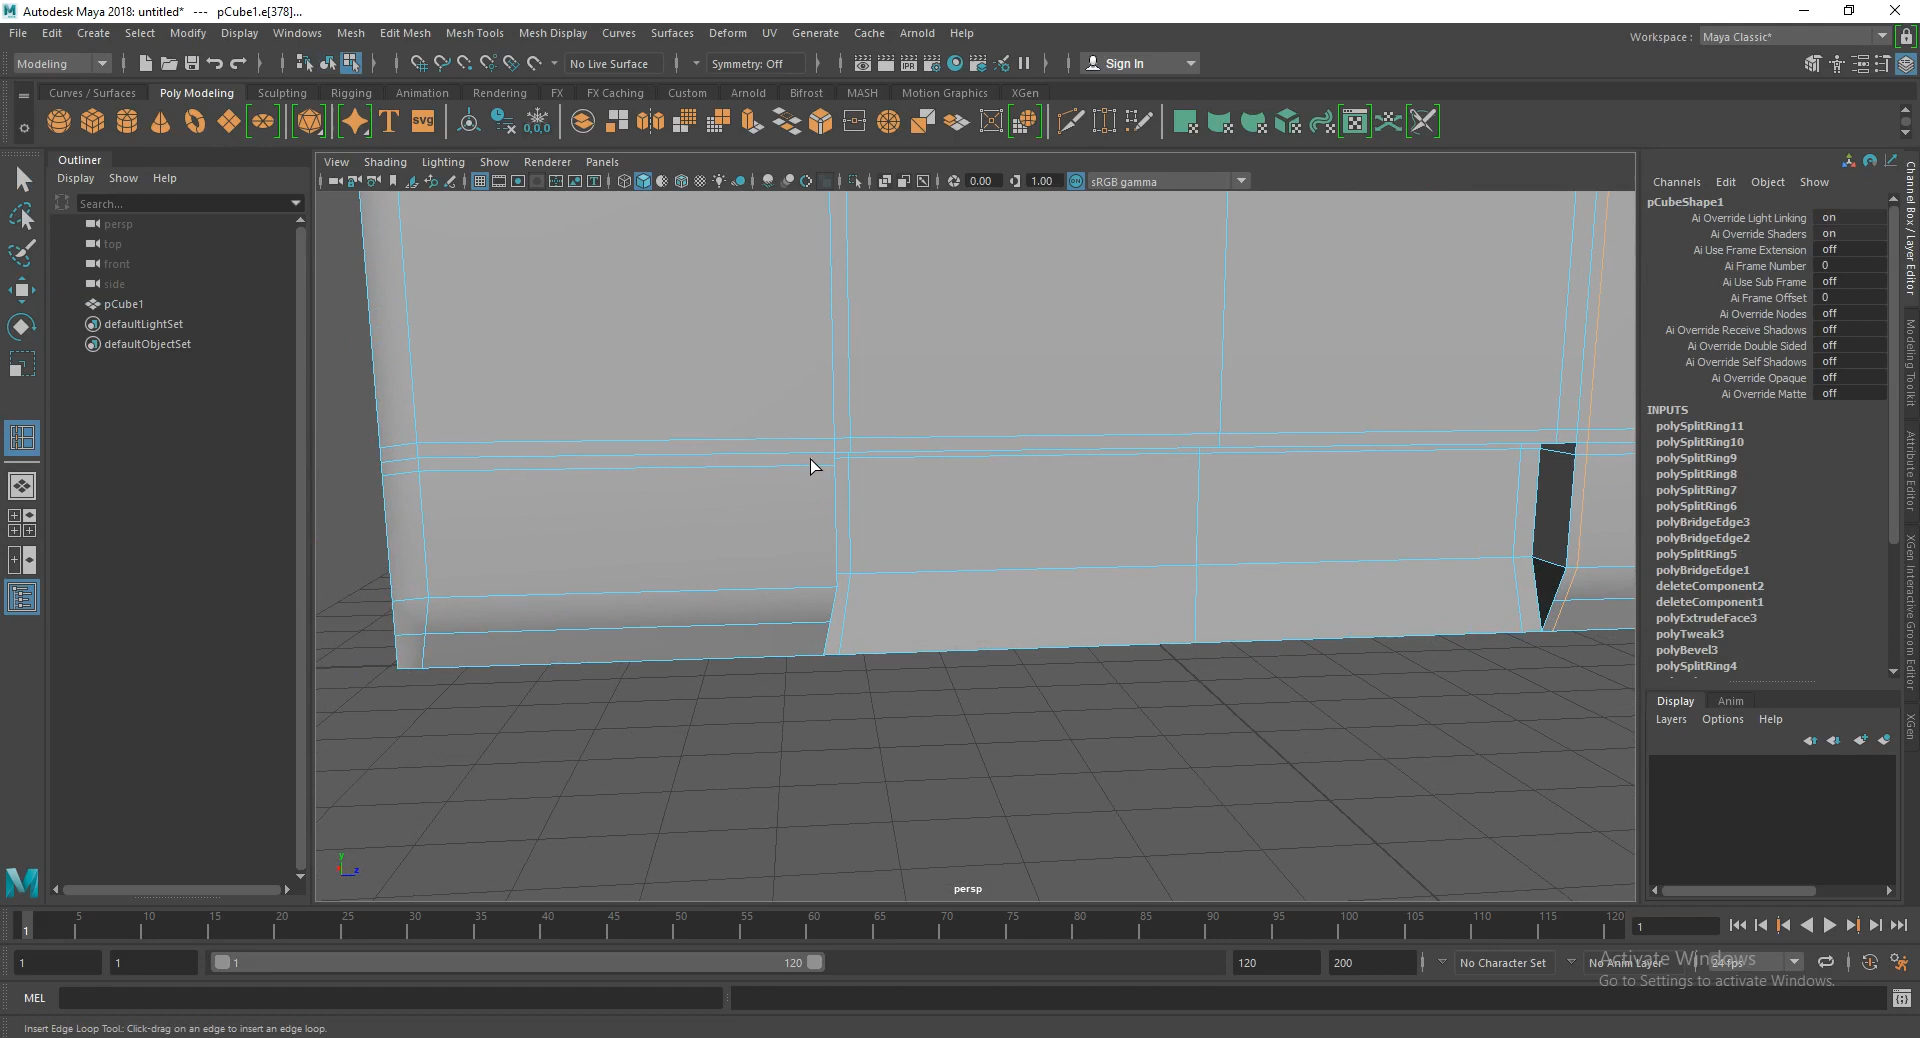 Autodesk Maya 2018: untitled* --- pCube1.e[378]...
File Edit Create Select Modify Display Windows Mesh Edit Mesh Mesh Tools Mesh Display Curves Surfaces Deform UV Generate Cache Arnold Help
Workspace : Maya Classic*
Modeling No Live Surface Symmetry: Off Sign In
Curves / Surfaces Poly Modeling Sculpting Rigging Animation Rendering FX FX Caching Custom Arnold Bifrost MASH Motion Graphics XGen
T svg 0,0,0
Outliner
Display Show Help
Search...
persp
top
front
side
pCube1
defaultLightSet
defaultObjectSet
View Shading Lighting Show Renderer Panels
0.00 1.00 sRGB gamma
persp
y
z
Channels Edit Object Show
pCubeShape1
Ai Override Light Linking on
Ai Override Shaders on
Ai Use Frame Extension off
Ai Frame Number 0
Ai Use Sub Frame off
Ai Frame Offset 0
Ai Override Nodes off
Ai Override Receive Shadows off
Ai Override Double Sided off
Ai Override Self Shadows off
Ai Override Opaque off
Ai Override Matte off
INPUTS
polySplitRing11
polySplitRing10
polySplitRing9
polySplitRing8
polySplitRing7
polySplitRing6
polyBridgeEdge3
polyBridgeEdge2
polySplitRing5
polyBridgeEdge1
deleteComponent2
deleteComponent1
polyExtrudeFace3
polyTweak3
polyBevel3
polySplitRing4
Display Anim
Layers Options Help
Channel Box / Layer Editor
Modeling Toolkit
Attribute Editor
XGen Interactive Groom Editor
XGen
1 5 10 15 20 25 30 35 40 45 50 55 60 65 70 75 80 85 90 95 100 105 110 115 120 1
1 1 1 120 120 200 No Character Set No Anim Layer 24 fps
Activate Windows
Go to Settings to activate Windows.
MEL
Insert Edge Loop Tool: Click-drag on an edge to insert an edge loop.